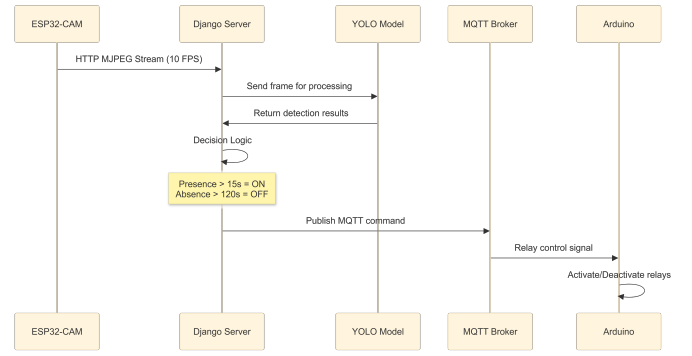 ESP32-CAM
Django Server
YOLO Model
MQTT Broker
Arduino
HTTP MJPEG Stream (10 FPS)
Send frame for processing
Return detection results
Decision Logic
Presence > 15s = ON
Absence > 120s = OFF
Publish MQTT command
Relay control signal
Activate/Deactivate relays
ESP32-CAM
Django Server
YOLO Model
MQTT Broker
Arduino